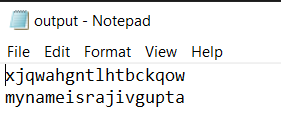 output - Notepad
File Edit Format View Help
xjqwahgntlhtbckqow
mynameisrajivgupta